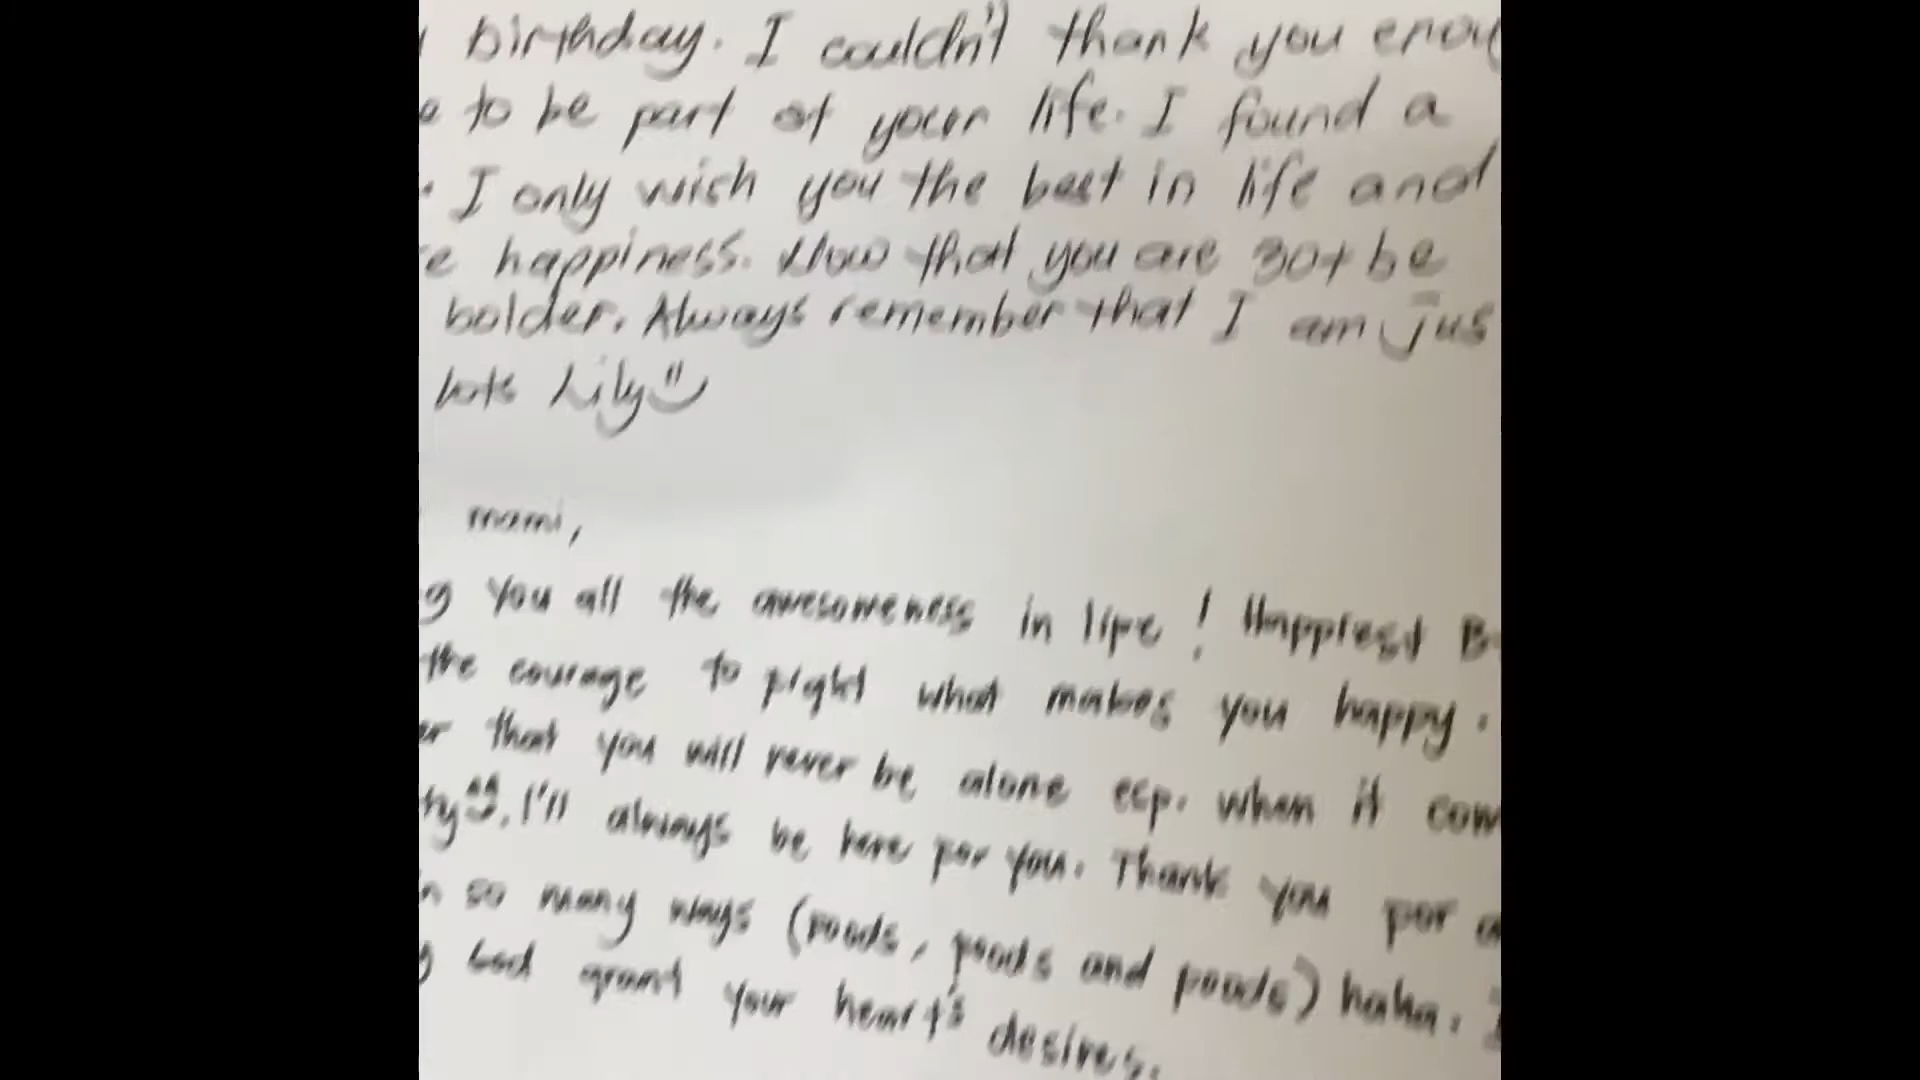 birthday. I couldn't thank you enou
to be part of your life. I found a
I only wish you the best in life and
e happiness. Now that you are 30+ be
bolder. Always remember that I am jus
Lily
mami,
g you all the awesomeness in life! Happiest B
the courage to fight what makes you happy.
er that you will never be alone esp. when it com
ty. I'll always be here for you. Thank you for a
n so many ways (foods, foods and foods) haha. I
God grant your heart's desires.